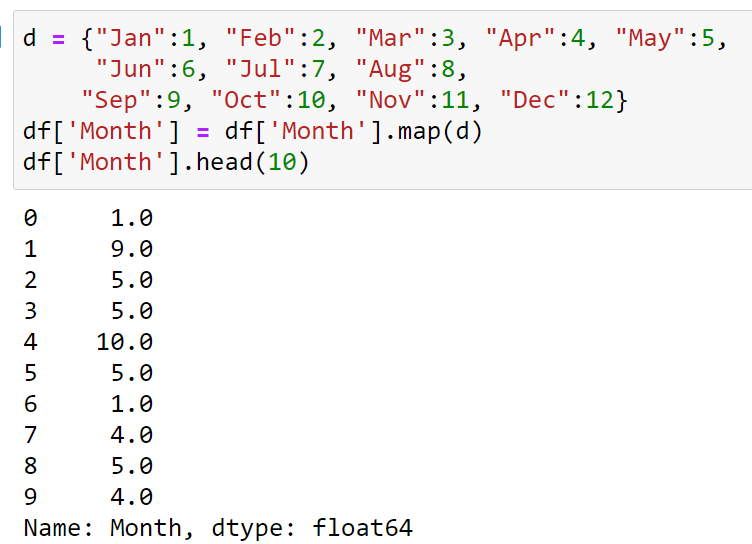 d = {"Jan":1, "Feb":2, "Mar":3, "Apr":4, "May":5,
     "Jun":6, "Jul":7, "Aug":8,
    "Sep":9, "Oct":10, "Nov":11, "Dec":12}
df['Month'] = df['Month'].map(d)
df['Month'].head(10)
0     1.0
1     9.0
2     5.0
3     5.0
4    10.0
5     5.0
6     1.0
7     4.0
8     5.0
9     4.0
Name: Month, dtype: float64